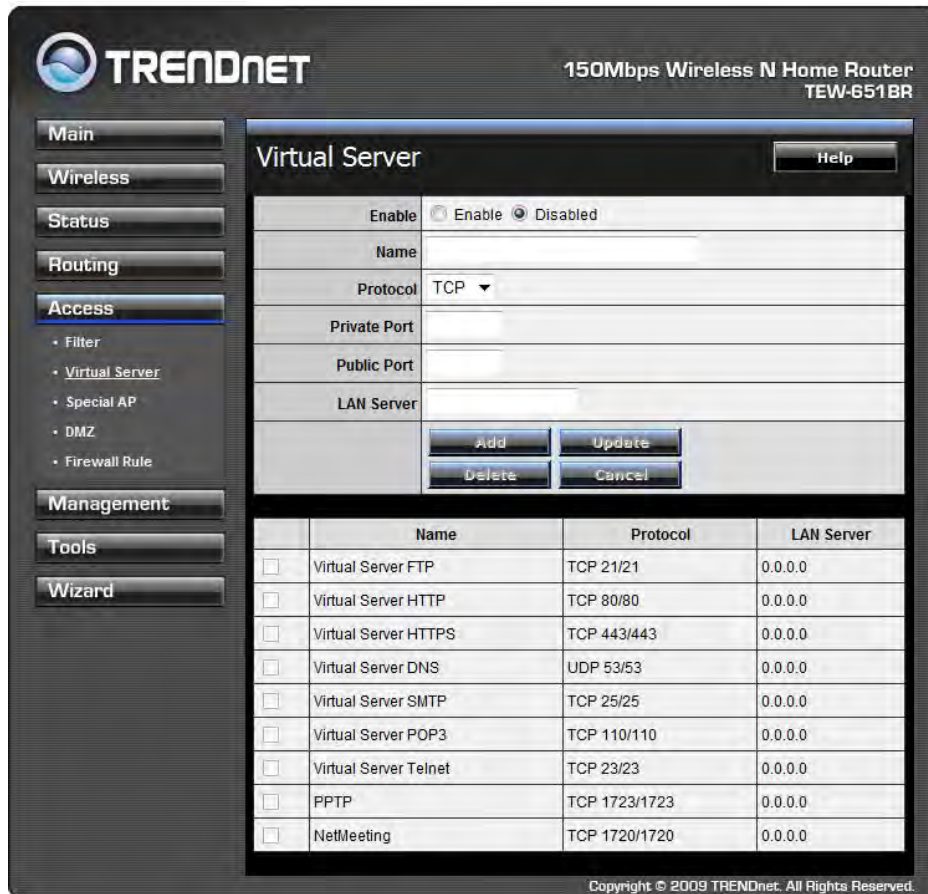 TRENDNET
150Mbps Wireless N Home Router
TEW-651BR
Main
Wireless
Status
Routing
Access
• Filter
• Virtual Server
• Special AP
• DMZ
• Firewall Rule
Management
Tools
Wizard
Virtual Server
Help
Enable Enable Disabled
Name
Protocol TCP
Private Port
Public Port
LAN Server
Add Update
Delete Cancel
Name Protocol LAN Server
Virtual Server FTP TCP 21/21 0.0.0.0
Virtual Server HTTP TCP 80/80 0.0.0.0
Virtual Server HTTPS TCP 443/443 0.0.0.0
Virtual Server DNS UDP 53/53 0.0.0.0
Virtual Server SMTP TCP 25/25 0.0.0.0
Virtual Server POP3 TCP 110/110 0.0.0.0
Virtual Server Telnet TCP 23/23 0.0.0.0
PPTP TCP 1723/1723 0.0.0.0
NetMeeting TCP 1720/1720 0.0.0.0
Copyright © 2009 TRENDnet. All Rights Reserved.